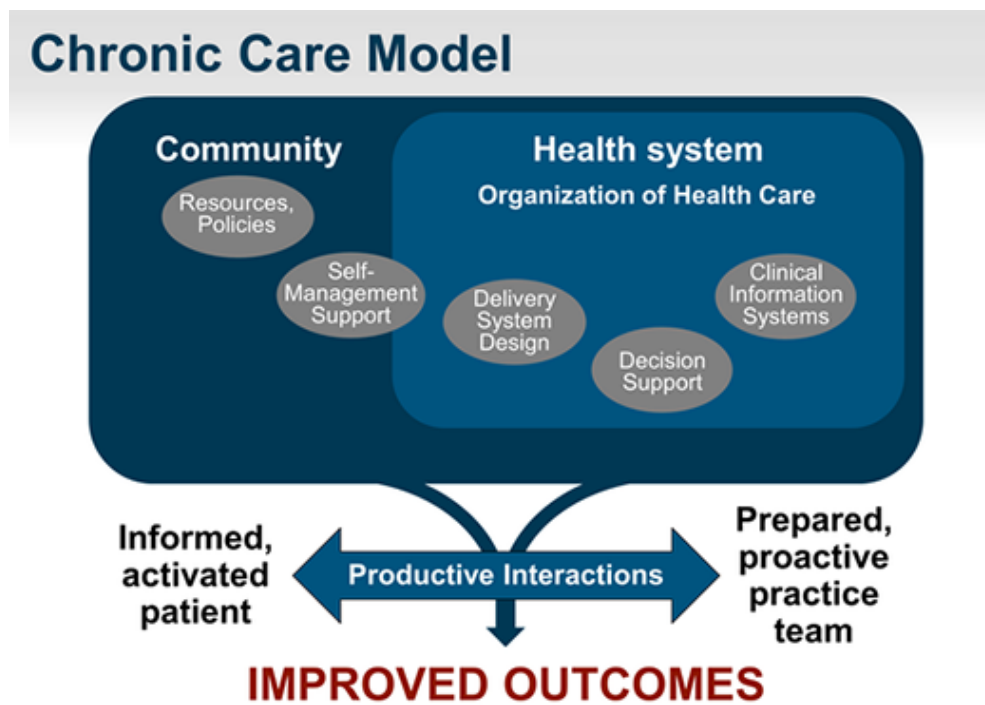 Chronic Care Model
Community
Resources,
Policies
Self-
Management
Support
Health system
Organization of Health Care
Delivery
System
Design
Decision
Support
Clinical
Information
Systems
Informed,
activated
patient
Productive Interactions
Prepared,
proactive
practice
team
IMPROVED OUTCOMES